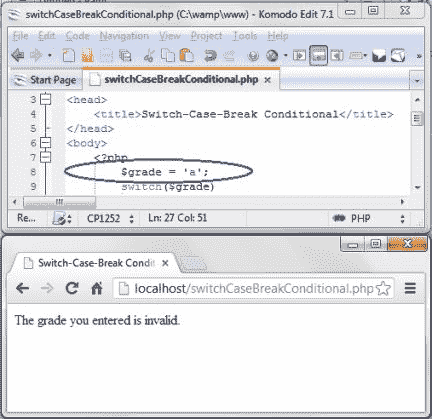 switchCaseBreakConditional.php (C:\wamp\www) - Komodo Edit 7.1
File Edit Code Navigation View Project Tools Help
Start Page switchCaseBreakConditional.php
3 <head>
4 <title>Switch-Case-Break Conditional</title>
5 </head>
6 <body>
7 <?php
8 $grade = 'a';
9 switch($grade)
Re... CP1252 Ln: 27 Col: 51 PHP
Switch-Case-Break Condit
localhost/switchCaseBreakConditional.php
The grade you entered is invalid.